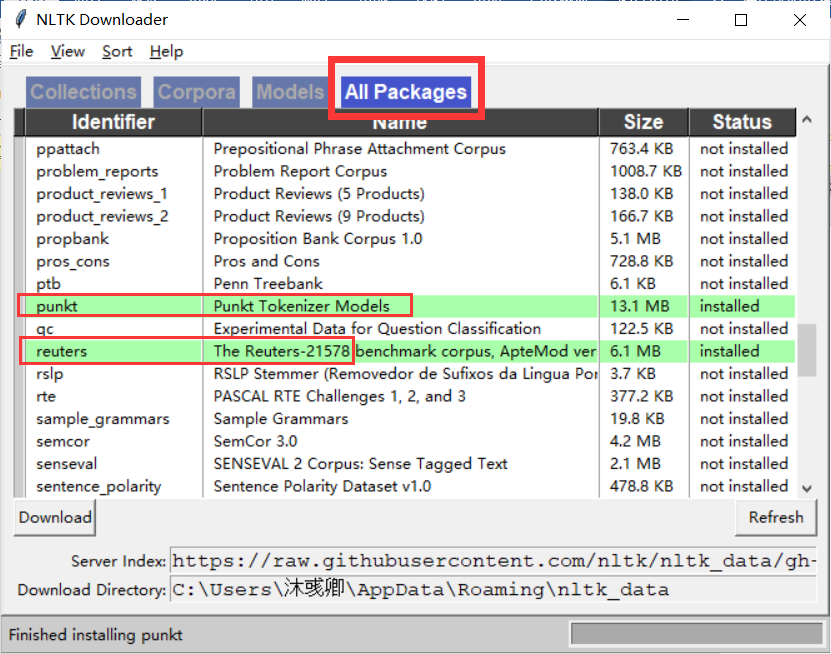 NLTK Downloader
File View Sort Help
Collections Corpora Models All Packages
Identifier Name Size Status
ppattach Prepositional Phrase Attachment Corpus 763.4 KB not installed
problem_reports Problem Report Corpus 1008.7 KB not installed
product_reviews_1 Product Reviews (5 Products) 138.0 KB not installed
product_reviews_2 Product Reviews (9 Products) 166.7 KB not installed
propbank Proposition Bank Corpus 1.0 5.1 MB not installed
pros_cons Pros and Cons 728.8 KB not installed
ptb Penn Treebank 6.1 KB not installed
punkt Punkt Tokenizer Models 13.1 MB installed
qc Experimental Data for Question Classification 122.5 KB not installed
reuters The Reuters-21578 benchmark corpus, ApteMod ver 6.1 MB installed
rslp RSLP Stemmer (Removedor de Sufixos da Lingua Por 3.7 KB not installed
rte PASCAL RTE Challenges 1, 2, and 3 377.2 KB not installed
sample_grammars Sample Grammars 19.8 KB not installed
semcor SemCor 3.0 4.2 MB not installed
senseval SENSEVAL 2 Corpus: Sense Tagged Text 2.1 MB not installed
sentence_polarity Sentence Polarity Dataset v1.0 478.8 KB not installed
Download Refresh
Server Index: https://raw.githubusercontent.com/nltk/nltk_data/gh-
Download Directory: C:\Users\沐彧卿\AppData\Roaming\nltk_data
Finished installing punkt